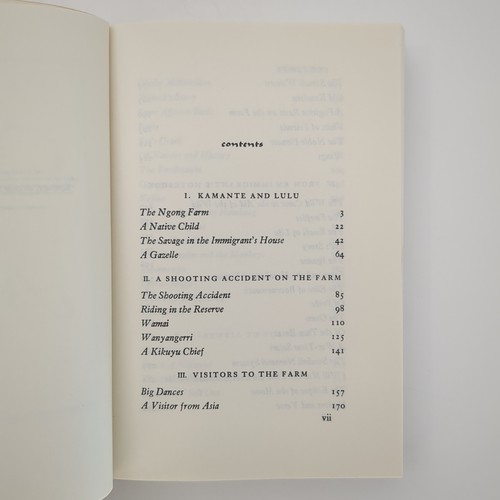 contents
I. KAMANTE AND LULU
The Ngong Farm 3
A Native Child 22
The Savage in the Immigrant's House 42
A Gazelle 64
II. A SHOOTING ACCIDENT ON THE FARM
The Shooting Accident 85
Riding in the Reserve 98
Wamai 110
Wanyangerri 125
A Kikuyu Chief 141
III. VISITORS TO THE FARM
Big Dances 157
A Visitor from Asia 170
vii